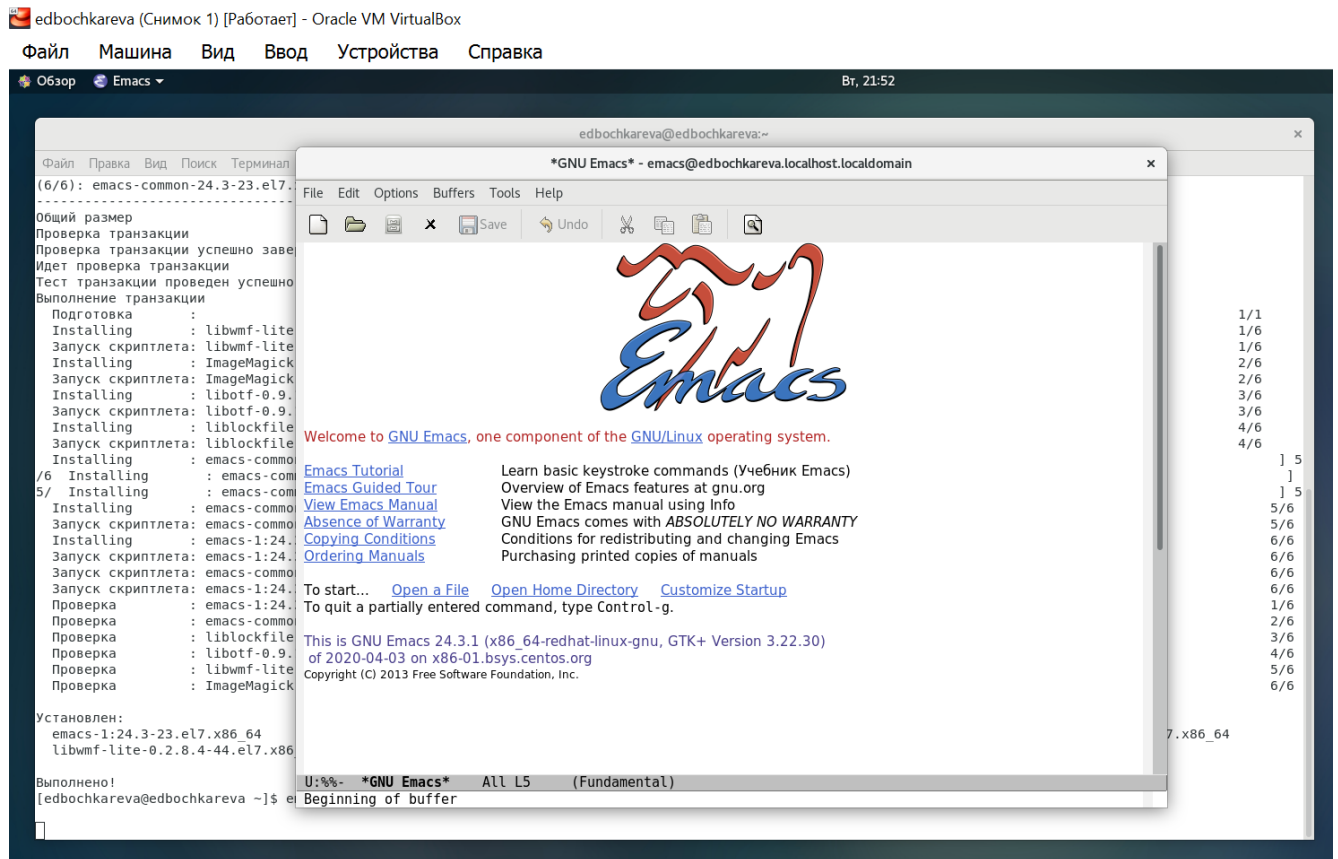 edbochkareva (Снимок 1) [Работает] - Oracle VM VirtualBox
Файл Машина Вид Ввод Устройства Справка
Обзор Emacs Вт, 21:52
edbochkareva@edbochkareva:~
Файл Правка Вид Поиск Терминал
(6/6): emacs-common-24.3-23.el7.
--------------------------------
Общий размер
Проверка транзакции
Проверка транзакции успешно заве
Идет проверка транзакции
Тест транзакции проведен успешно
Выполнение транзакции
Подготовка : 1/1
Installing : libwmf-lite 1/6
Запуск скриптлета: libwmf-lite 1/6
Installing : ImageMagick 2/6
Запуск скриптлета: ImageMagick 2/6
Installing : libotf-0.9. 3/6
Запуск скриптлета: libotf-0.9. 3/6
Installing : liblockfile 4/6
Запуск скриптлета: liblockfile 4/6
Installing : emacs-commo ] 5
/6 Installing : emacs-com ]
5/ Installing : emacs-com ] 5
Installing : emacs-commo 5/6
Запуск скриптлета: emacs-commo 5/6
Installing : emacs-1:24. 6/6
Запуск скриптлета: emacs-1:24. 6/6
Запуск скриптлета: emacs-commo 6/6
Запуск скриптлета: emacs-1:24. 6/6
Проверка : emacs-1:24. 1/6
Проверка : emacs-commo 2/6
Проверка : liblockfile 3/6
Проверка : libotf-0.9. 4/6
Проверка : libwmf-lite 5/6
Проверка : ImageMagick 6/6
Установлен:
emacs-1:24.3-23.el7.x86_64 7.x86_64
libwmf-lite-0.2.8.4-44.el7.x86
Выполнено!
[edbochkareva@edbochkareva ~]$ e
*GNU Emacs* - emacs@edbochkareva.localhost.localdomain
File Edit Options Buffers Tools Help
Save Undo
Emacs
Welcome to GNU Emacs, one component of the GNU/Linux operating system.
Emacs Tutorial Learn basic keystroke commands (Учебник Emacs)
Emacs Guided Tour Overview of Emacs features at gnu.org
View Emacs Manual View the Emacs manual using Info
Absence of Warranty GNU Emacs comes with ABSOLUTELY NO WARRANTY
Copying Conditions Conditions for redistributing and changing Emacs
Ordering Manuals Purchasing printed copies of manuals
To start... Open a File Open Home Directory Customize Startup
To quit a partially entered command, type Control-g.
This is GNU Emacs 24.3.1 (x86_64-redhat-linux-gnu, GTK+ Version 3.22.30)
of 2020-04-03 on x86-01.bsys.centos.org
Copyright (C) 2013 Free Software Foundation, Inc.
U:%%- *GNU Emacs* All L5 (Fundamental)
Beginning of buffer